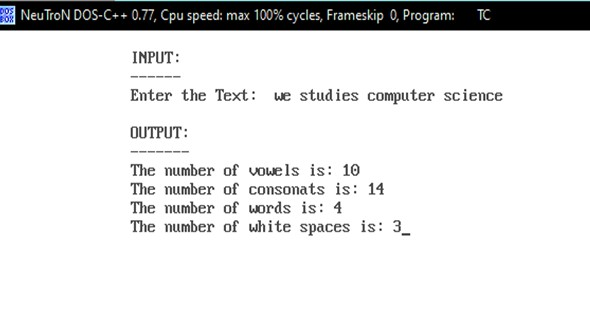 DOS BOX NeuTroN DOS-C++ 0.77, Cpu speed: max 100% cycles, Frameskip 0, Program: TC
INPUT:
------
Enter the Text: we studies computer science
OUTPUT:
-------
The number of vowels is: 10
The number of consonats is: 14
The number of words is: 4
The number of white spaces is: 3_